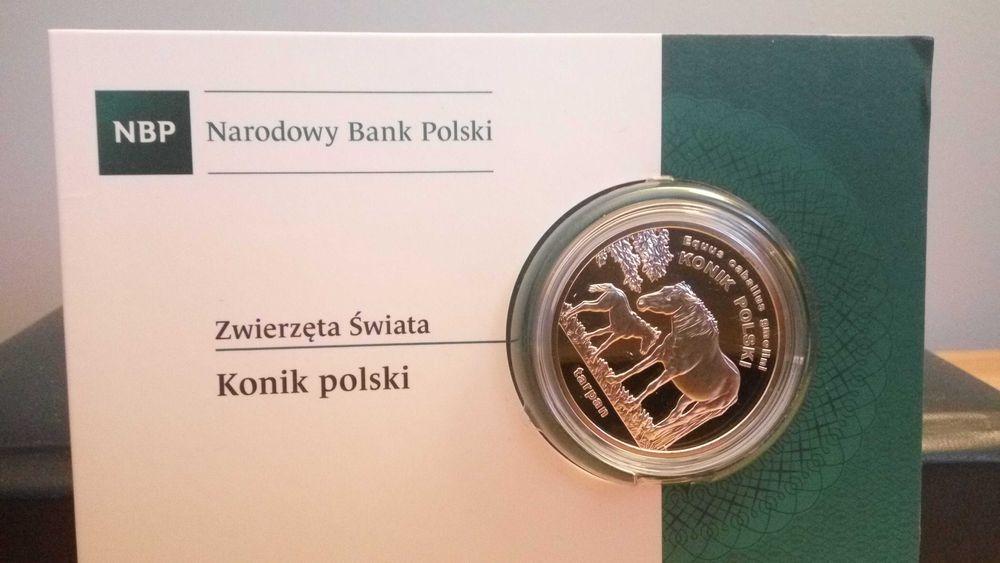 NBP
Narodowy Bank Polski
Zwierzęta Świata
Konik polski
Equus caballus gmelini
KONIK POLSKI
tarpan